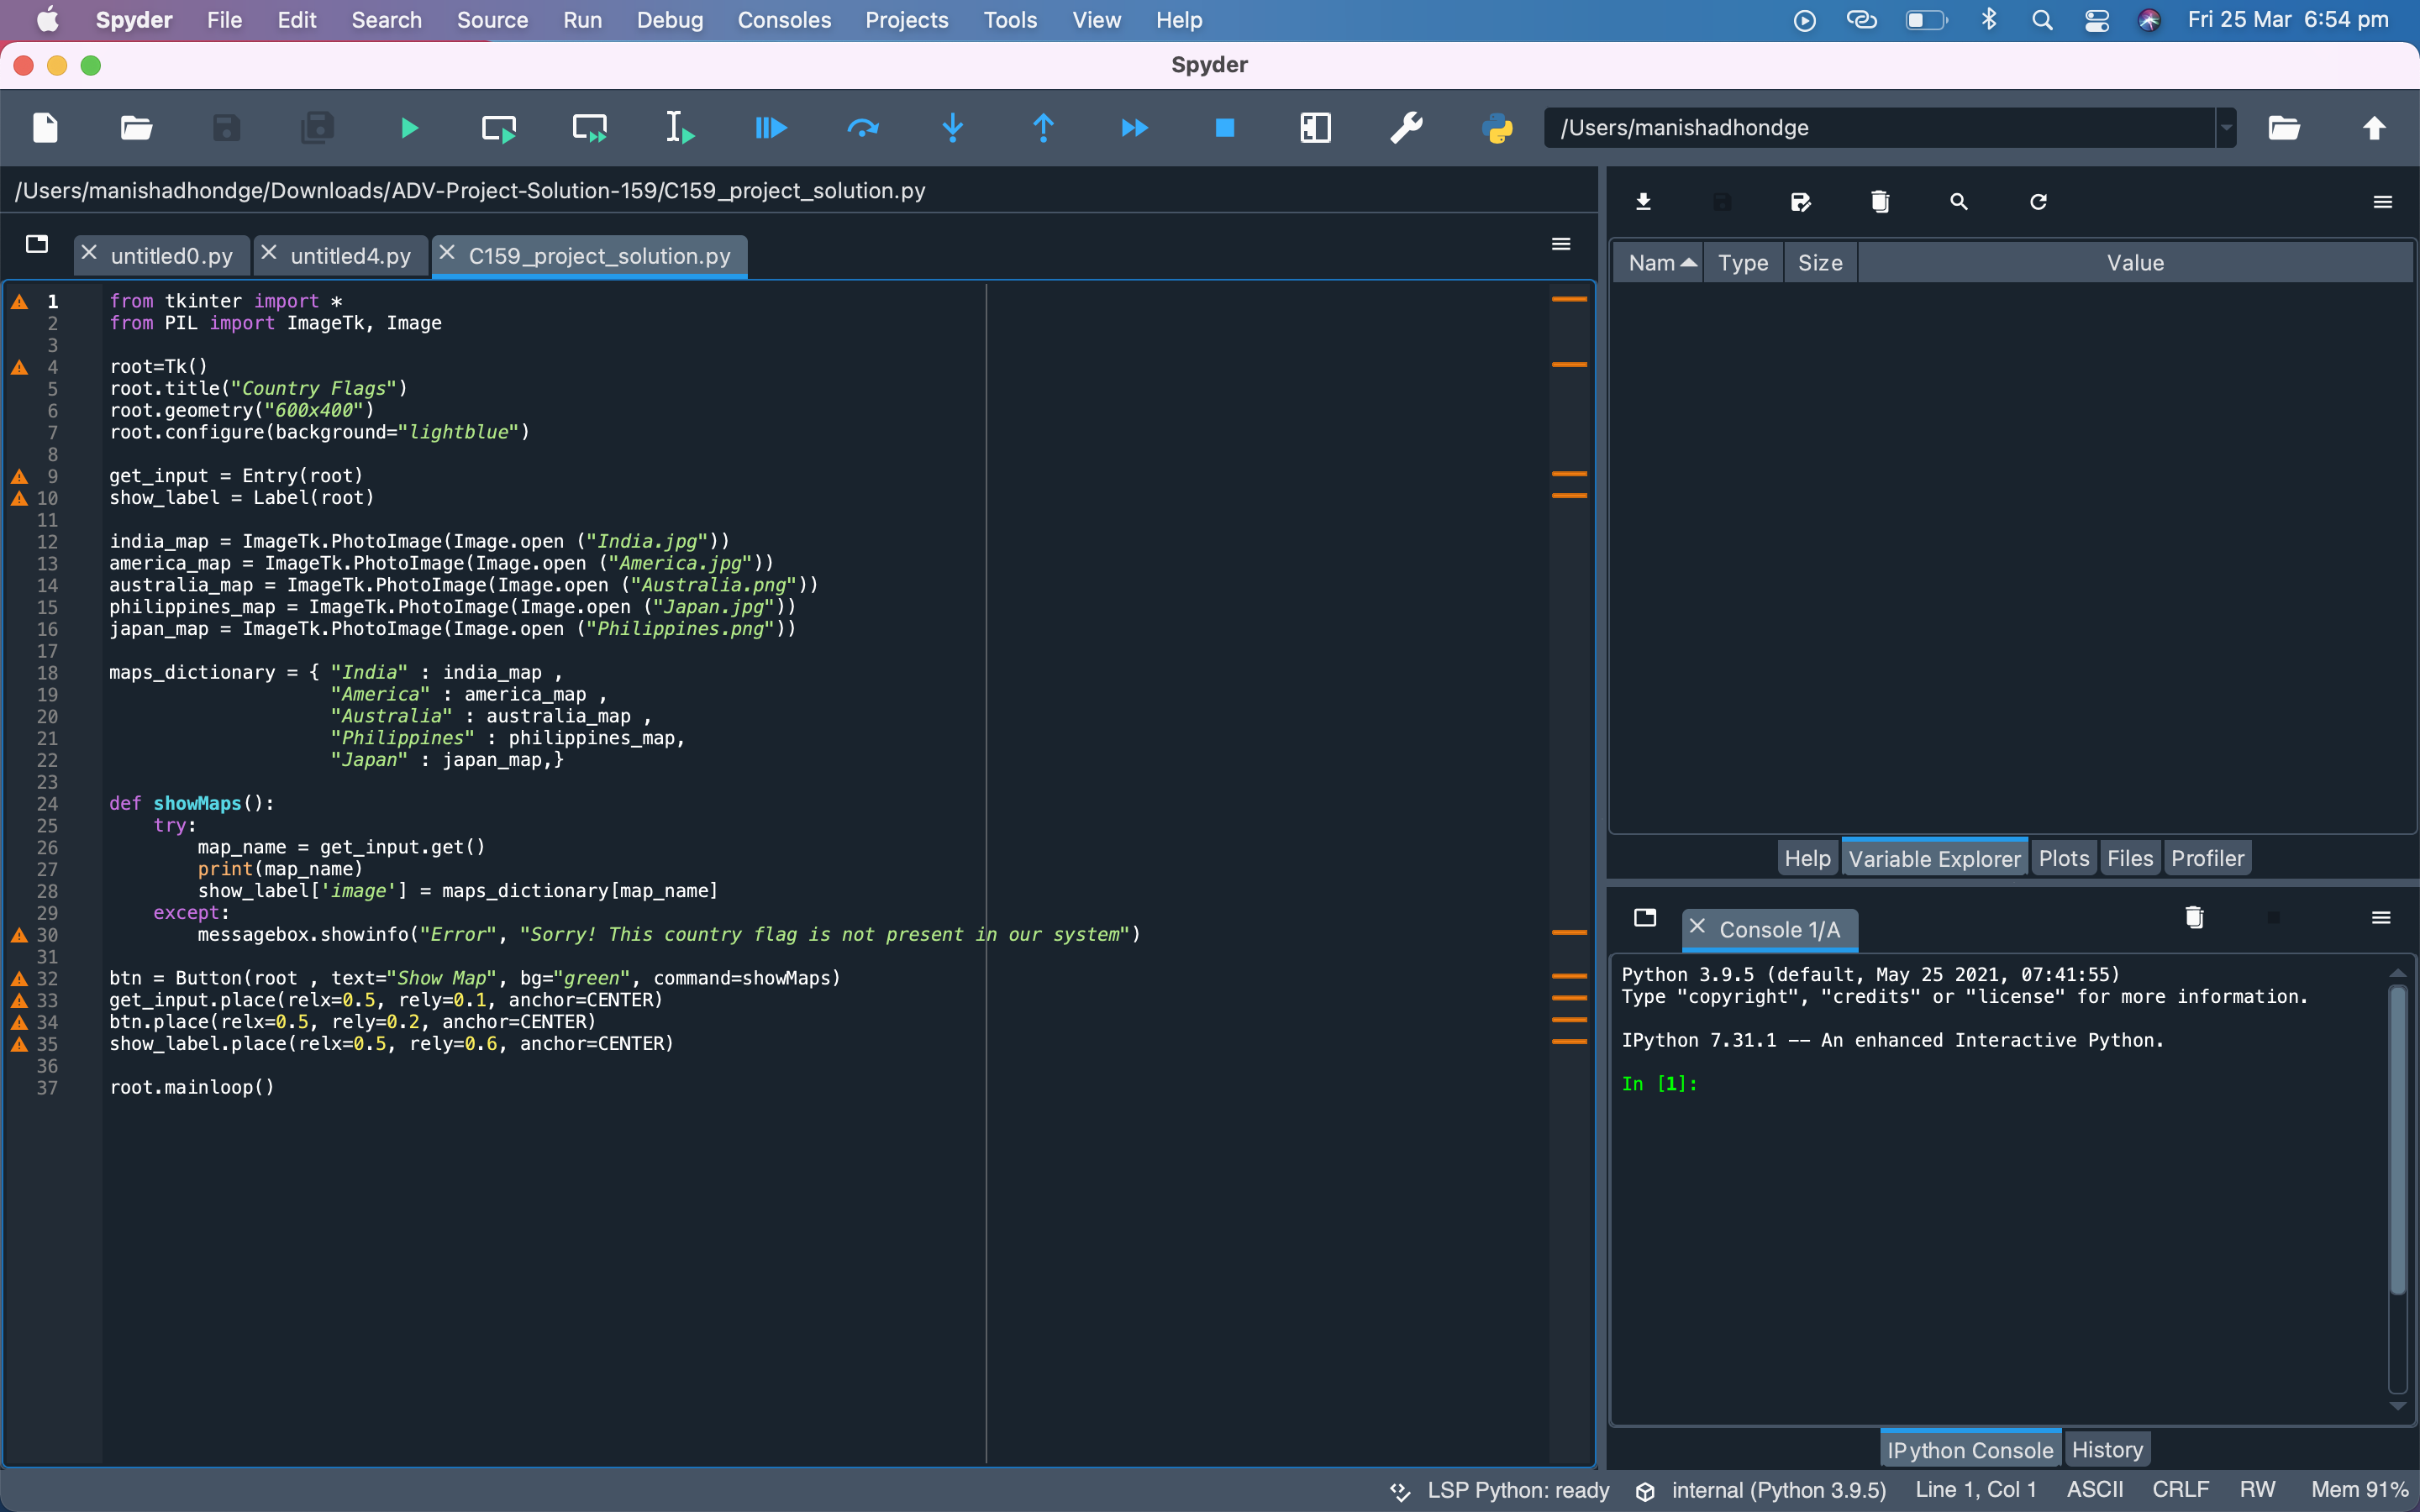 Spyder File Edit Search Source Run Debug Consoles Projects Tools View Help Fri 25 Mar 6:54 pm
Spyder
/Users/manishadhondge
/Users/manishadhondge/Downloads/ADV-Project-Solution-159/C159_project_solution.py
untitled0.py untitled4.py C159_project_solution.py
1 from tkinter import *
2 from PIL import ImageTk, Image
3
4 root=Tk()
5 root.title("Country Flags")
6 root.geometry("600x400")
7 root.configure(background="lightblue")
8
9 get_input = Entry(root)
10 show_label = Label(root)
11
12 india_map = ImageTk.PhotoImage(Image.open ("India.jpg"))
13 america_map = ImageTk.PhotoImage(Image.open ("America.jpg"))
14 australia_map = ImageTk.PhotoImage(Image.open ("Australia.png"))
15 philippines_map = ImageTk.PhotoImage(Image.open ("Japan.jpg"))
16 japan_map = ImageTk.PhotoImage(Image.open ("Philippines.png"))
17
18 maps_dictionary = { "India" : india_map ,
19 "America" : america_map ,
20 "Australia" : australia_map ,
21 "Philippines" : philippines_map,
22 "Japan" : japan_map,}
23
24 def showMaps():
25 try:
26 map_name = get_input.get()
27 print(map_name)
28 show_label['image'] = maps_dictionary[map_name]
29 except:
30 messagebox.showinfo("Error", "Sorry! This country flag is not present in our system")
31
32 btn = Button(root , text="Show Map", bg="green", command=showMaps)
33 get_input.place(relx=0.5, rely=0.1, anchor=CENTER)
34 btn.place(relx=0.5, rely=0.2, anchor=CENTER)
35 show_label.place(relx=0.5, rely=0.6, anchor=CENTER)
36
37 root.mainloop()
Nam Type Size Value
Help Variable Explorer Plots Files Profiler
Console 1/A
Python 3.9.5 (default, May 25 2021, 07:41:55)
Type "copyright", "credits" or "license" for more information.
IPython 7.31.1 -- An enhanced Interactive Python.
In [1]:
IPython Console History
LSP Python: ready internal (Python 3.9.5) Line 1, Col 1 ASCII CRLF RW Mem 91%